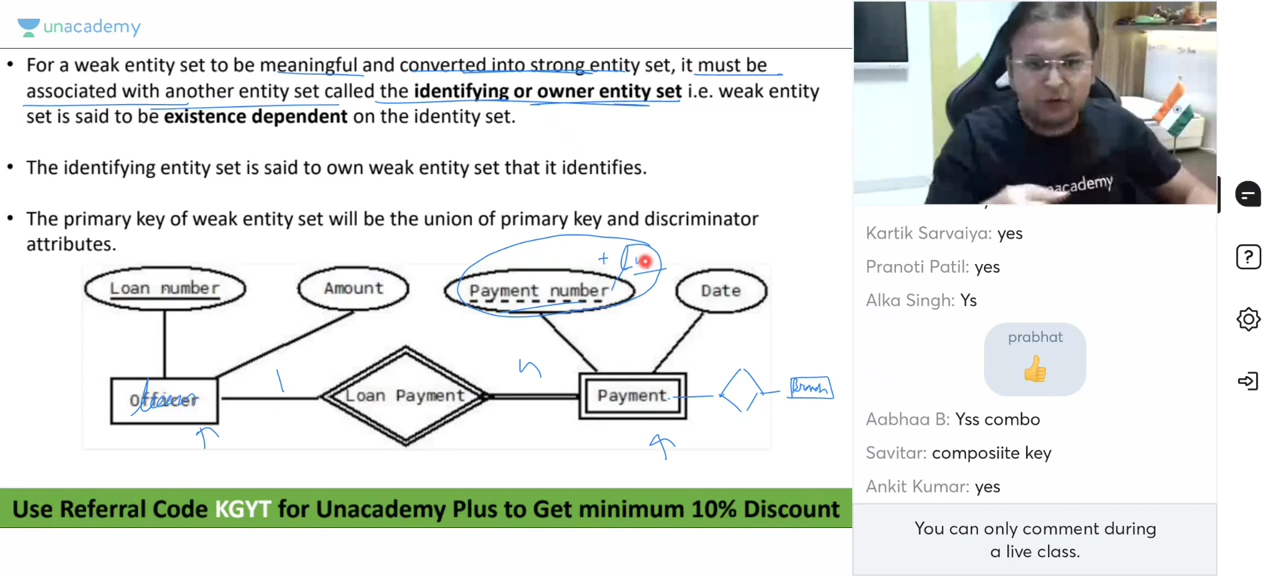 unacademy
• For a weak entity set to be meaningful and converted into strong entity set, it must be
associated with another entity set called the identifying or owner entity set i.e. weak entity
set is said to be existence dependent on the identity set.
• The identifying entity set is said to own weak entity set that it identifies.
• The primary key of weak entity set will be the union of primary key and discriminator
attributes.
+
Loan number
Amount
Payment number
Date
1
n
Officer
Loan Payment
Payment
Use Referral Code KGYT for Unacademy Plus to Get minimum 10% Discount
academy
Kartik Sarvaiya: yes
Pranoti Patil: yes
Alka Singh: Ys
prabhat
Aabhaa B: Yss combo
Savitar: composiite key
Ankit Kumar: yes
You can only comment during
a live class.
?